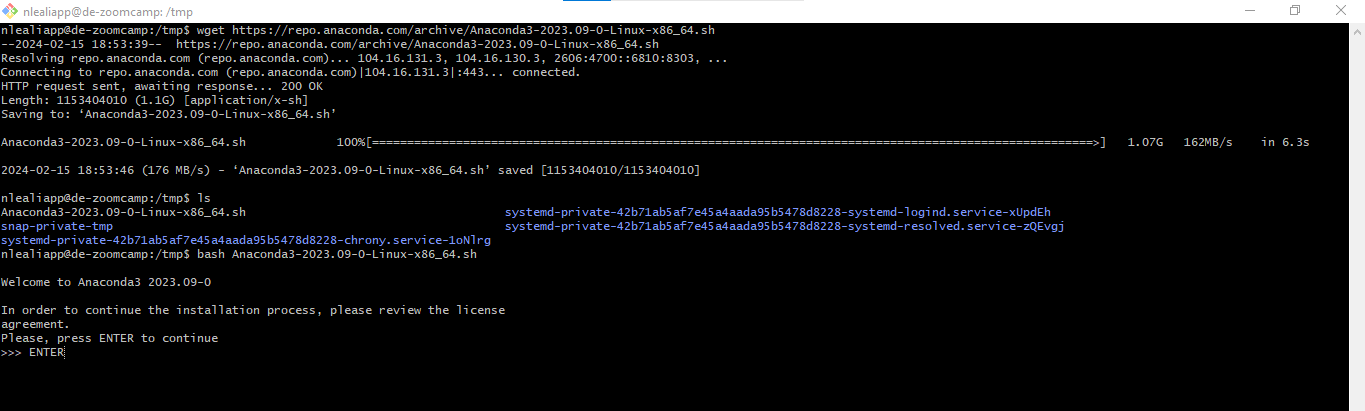 nlealiapp@de-zoomcamp: /tmp
nlealiapp@de-zoomcamp:/tmp$ wget https://repo.anaconda.com/archive/Anaconda3-2023.09-0-Linux-x86_64.sh
--2024-02-15 18:53:39--  https://repo.anaconda.com/archive/Anaconda3-2023.09-0-Linux-x86_64.sh
Resolving repo.anaconda.com (repo.anaconda.com)... 104.16.131.3, 104.16.130.3, 2606:4700::6810:8303, ...
Connecting to repo.anaconda.com (repo.anaconda.com)|104.16.131.3|:443... connected.
HTTP request sent, awaiting response... 200 OK
Length: 1153404010 (1.1G) [application/x-sh]
Saving to: ‘Anaconda3-2023.09-0-Linux-x86_64.sh’
Anaconda3-2023.09-0-Linux-x86_64.sh 100%[=======================================================================================================>] 1.07G 162MB/s in 6.3s
2024-02-15 18:53:46 (176 MB/s) - ‘Anaconda3-2023.09-0-Linux-x86_64.sh’ saved [1153404010/1153404010]
nlealiapp@de-zoomcamp:/tmp$ ls
Anaconda3-2023.09-0-Linux-x86_64.sh systemd-private-42b71ab5af7e45a4aada95b5478d8228-systemd-logind.service-xUpdEh
snap-private-tmp systemd-private-42b71ab5af7e45a4aada95b5478d8228-systemd-resolved.service-zQEvgj
systemd-private-42b71ab5af7e45a4aada95b5478d8228-chrony.service-1oNlrg
nlealiapp@de-zoomcamp:/tmp$ bash Anaconda3-2023.09-0-Linux-x86_64.sh
Welcome to Anaconda3 2023.09-0
In order to continue the installation process, please review the license
agreement.
Please, press ENTER to continue
>>> ENTER